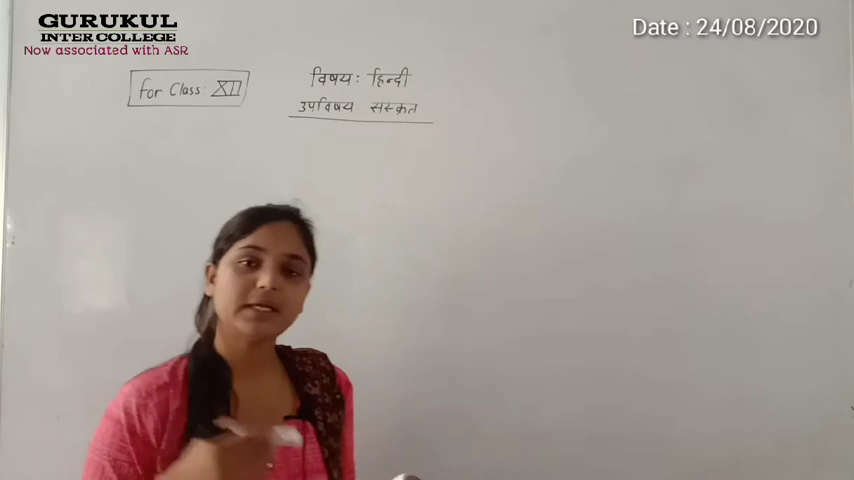 GURUKUL
INTER COLLEGE
Now associated with ASR
Date : 24/08/2020
for Class: XII
विषय: हिन्दी
उपविषय: संस्कृत